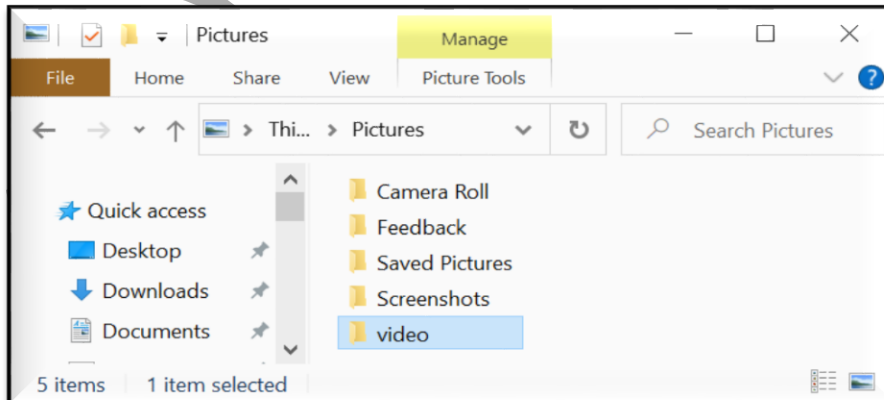 Pictures
Manage
File Home Share View Picture Tools
Thi... Pictures
Search Pictures
Quick access
Desktop
Downloads
Documents
Camera Roll
Feedback
Saved Pictures
Screenshots
video
5 items 1 item selected